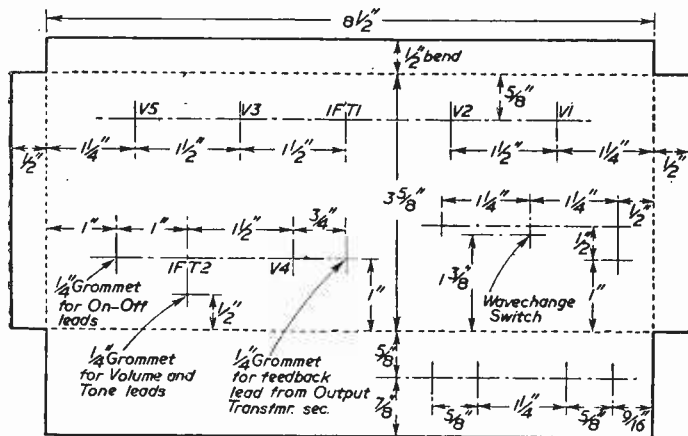 8½"
½" bend
5/8"
V5 V3 IFT1 V2 V1
½" 1¼" 1½" 1½" 1½" 1¼" ½"
3 5/8"
1" 1" 1½" ¾" 1¼" 1¼" ½"
½"
IFT2 V4
1 3/8" 1"
1"
½"
¼" Grommet
for On-Off
leads
Wavechange
Switch
¼" Grommet
for Volume and
Tone leads
¼" Grommet
for feedback
lead from Output
Transfmr. sec.
5/8"
7/8"
5/8" 1¼" 5/8" 9/16"